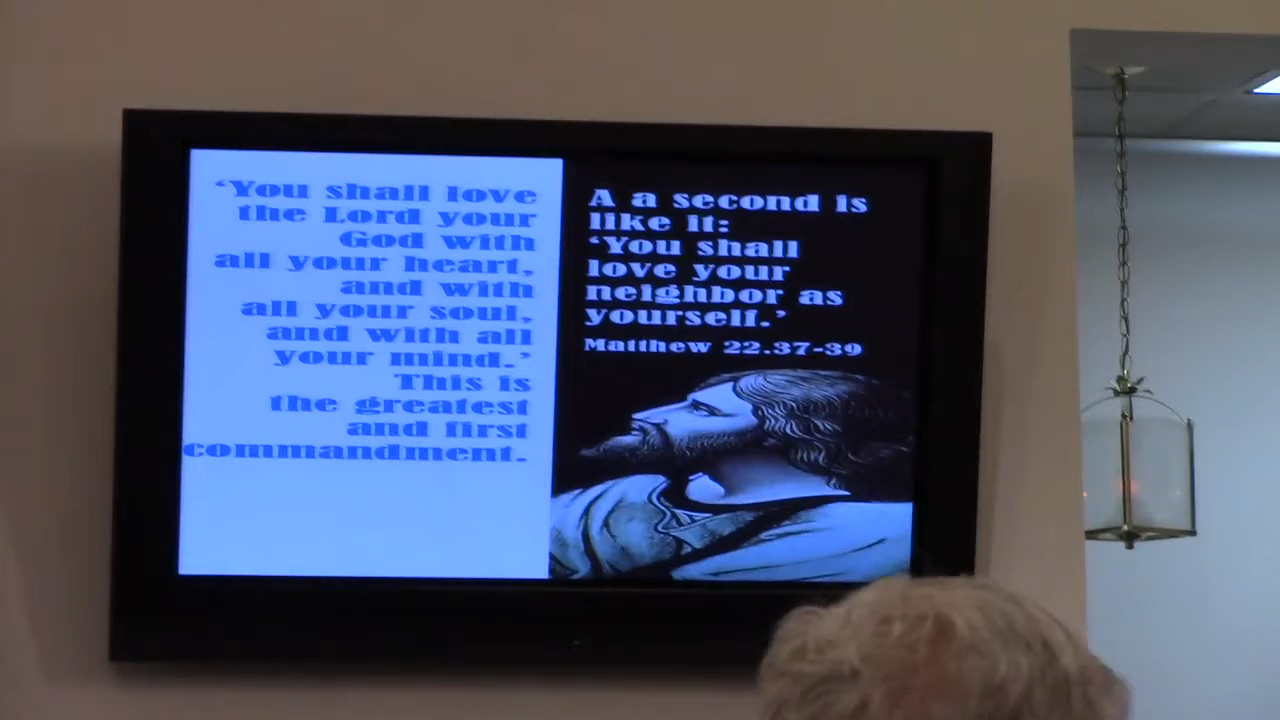 ‘You shall love
the Lord your
God with
all your heart,
and with
all your soul,
and with all
your mind.’
This is
the greatest
and first
commandment.
A a second is
like it:
‘You shall
love your
neighbor as
yourself.’
Matthew 22.37-39